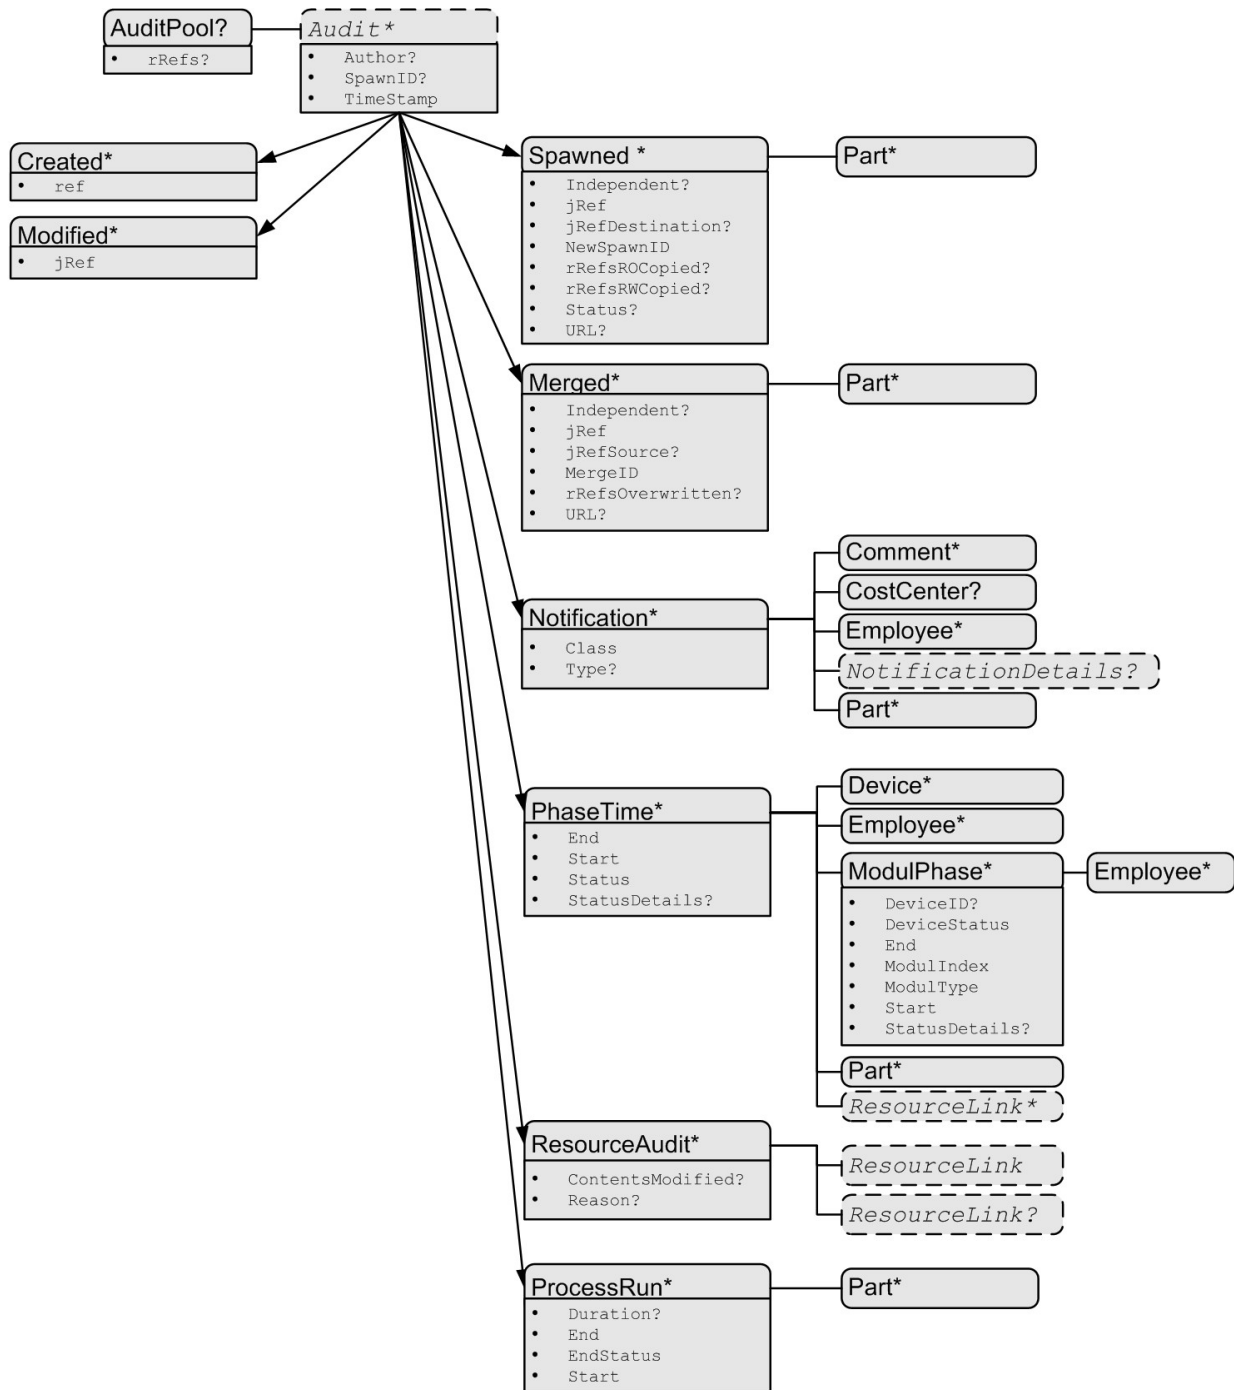 AuditPool?
• rRefs?
Audit*
• Author?
• SpawnID?
• TimeStamp
Created*
• ref
Modified*
• jRef
Spawned *
• Independent?
• jRef
• jRefDestination?
• NewSpawnID
• rRefsROCopied?
• rRefsRWCopied?
• Status?
• URL?
Part*
Merged*
• Independent?
• jRef
• jRefSource?
• MergeID
• rRefsOverwritten?
• URL?
Part*
Notification*
• Class
• Type?
Comment*
CostCenter?
Employee*
NotificationDetails?
Part*
PhaseTime*
• End
• Start
• Status
• StatusDetails?
Device*
Employee*
ModulPhase*
• DeviceID?
• DeviceStatus
• End
• ModulIndex
• ModulType
• Start
• StatusDetails?
Employee*
Part*
ResourceLink*
ResourceAudit*
• ContentsModified?
• Reason?
ResourceLink
ResourceLink?
ProcessRun*
• Duration?
• End
• EndStatus
• Start
Part*